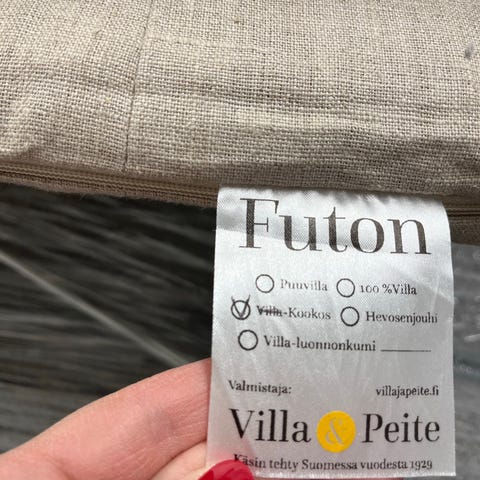 Futon
Puuvilla 100 %Villa
Villa-Kookos Hevosenjouhi
Villa-luonnonkumi
Valmistaja: villajapeite.fi
Villa & Peite
Käsin tehty Suomessa vuodesta 1929